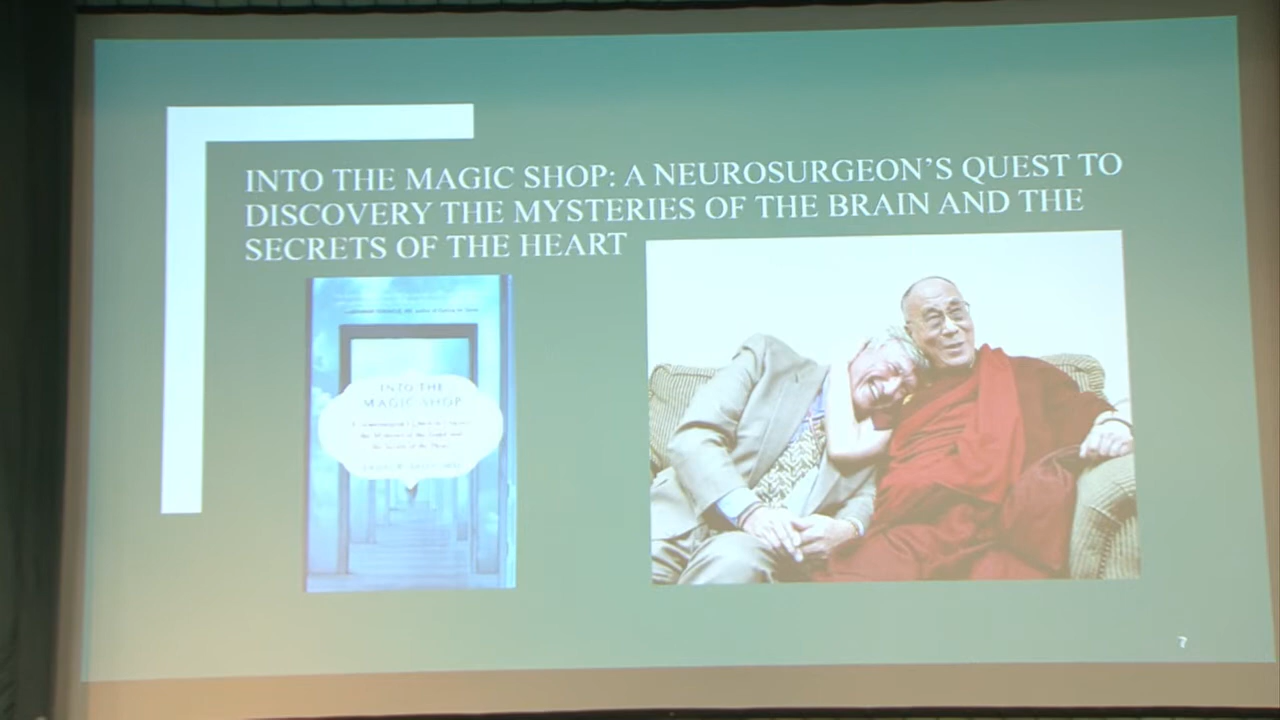 INTO THE MAGIC SHOP: A NEUROSURGEON’S QUEST TO
DISCOVERY THE MYSTERIES OF THE BRAIN AND THE
SECRETS OF THE HEART
INTO THE
MAGIC SHOP
7